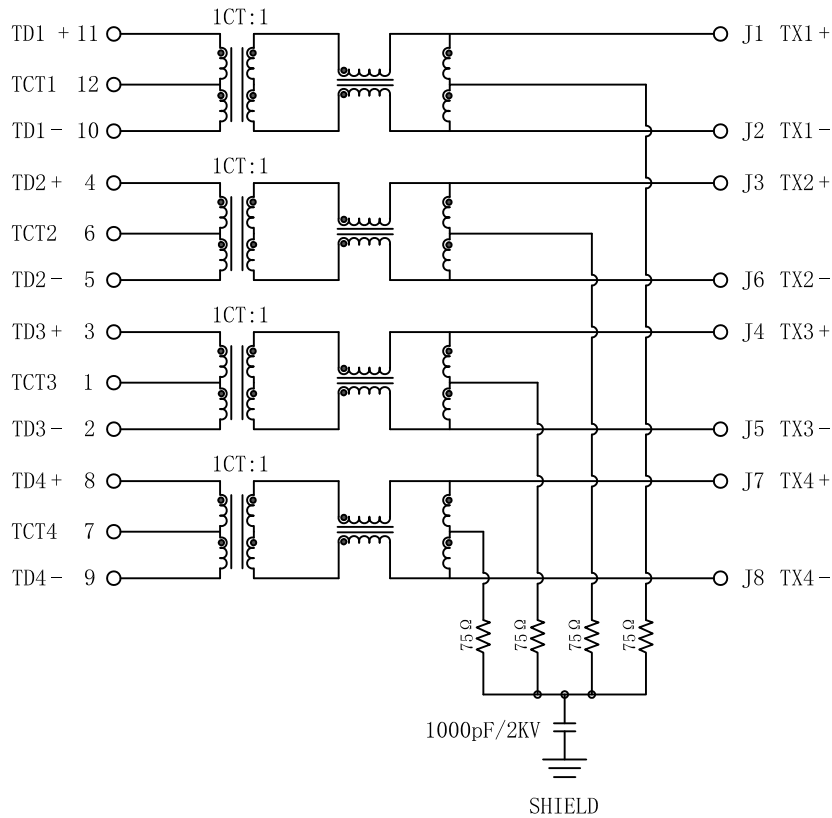 1CT:1
TD1 + 11 J1 TX1+
TCT1 12
TD1- 10 J2 TX1-
1CT:1
TD2+ 4 J3 TX2+
TCT2 6
TD2- 5 J6 TX2-
1CT:1
TD3+ 3 J4 TX3+
TCT3 1
TD3- 2 J5 TX3-
1CT:1
TD4+ 8 J7 TX4+
TCT4 7
TD4- 9 J8 TX4-
75Ω 75Ω 75Ω 75Ω
1000pF/2KV
SHIELD